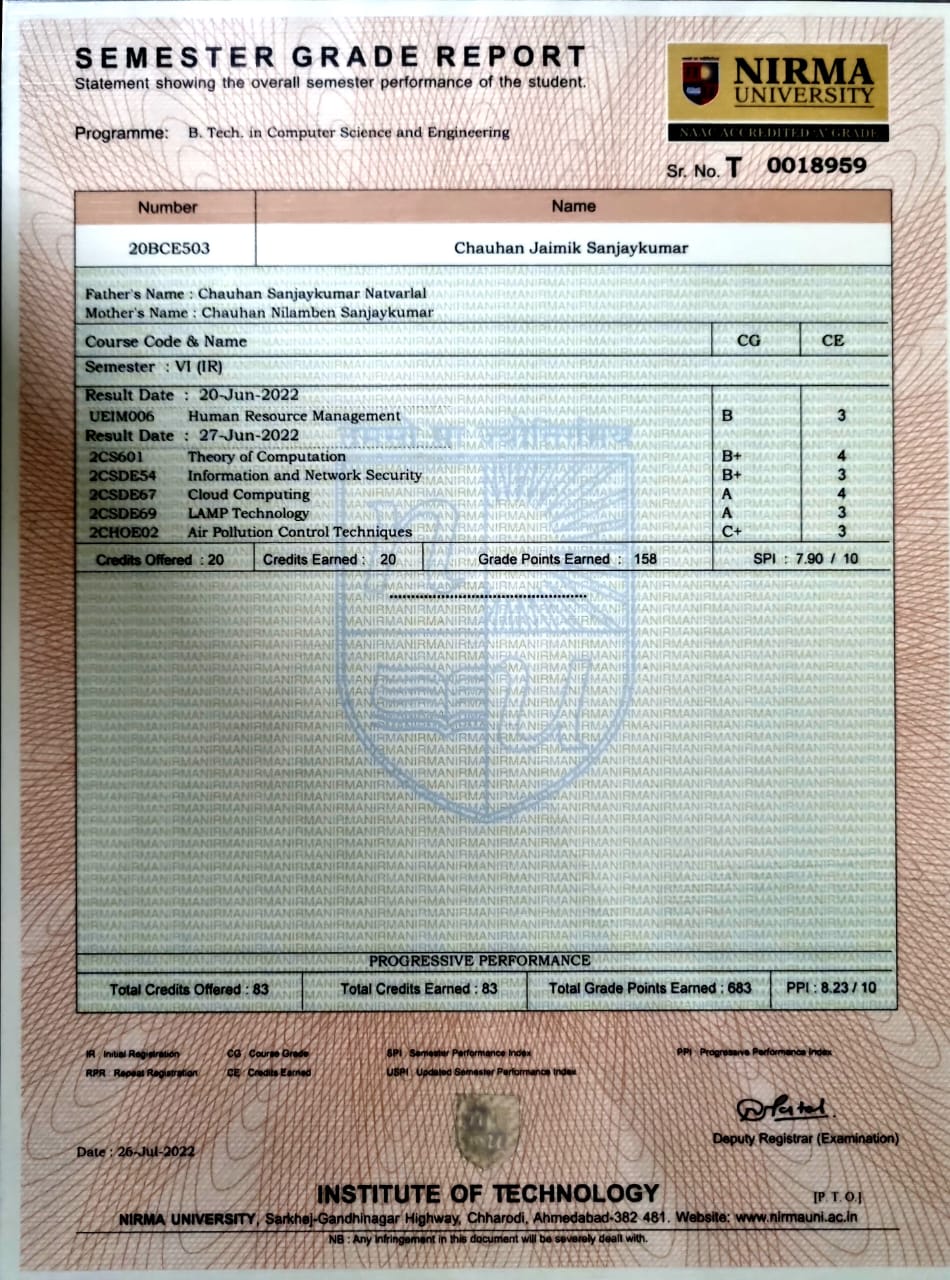 SEMESTER GRADE REPORT
Statement showing the overall semester performance of the student.
NIRMA
UNIVERSITY
NAAC ACCREDITED 'A' GRADE
Programme: B. Tech. in Computer Science and Engineering
Sr. No. T 0018959
Number Name
20BCE503 Chauhan Jaimik Sanjaykumar
Father's Name : Chauhan Sanjaykumar Natvarlal
Mother's Name : Chauhan Nilamben Sanjaykumar
Course Code & Name CG CE
Semester : VI (IR)
Result Date : 20-Jun-2022
UEIM006 Human Resource Management B 3
Result Date : 27-Jun-2022
2CS601 Theory of Computation B+ 4
2CSDE54 Information and Network Security B+ 3
2CSDE67 Cloud Computing A 4
2CSDE69 LAMP Technology A 3
2CHOE02 Air Pollution Control Techniques C+ 3
Credits Offered : 20 Credits Earned : 20 Grade Points Earned : 158 SPI : 7.90 / 10
PROGRESSIVE PERFORMANCE
Total Credits Offered : 83 Total Credits Earned : 83 Total Grade Points Earned : 683 PPI : 8.23 / 10
IR : Initial Registration CG : Course Grade SPI : Semester Performance Index PPI : Progressive Performance Index
RPR : Repeat Registration CE : Credits Earned USPI : Updated Semester Performance Index
Deputy Registrar (Examination)
Date : 26-Jul-2022
INSTITUTE OF TECHNOLOGY
[P. T. O.]
NIRMA UNIVERSITY, Sarkhej-Gandhinagar Highway, Chharodi, Ahmedabad-382 481. Website: www.nirmauni.ac.in
NB : Any infringement in this document will be severely dealt with.